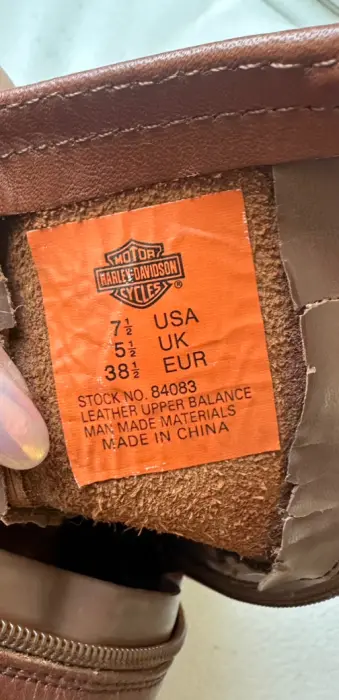 MOTOR
HARLEY-DAVIDSON
CYCLES®
7½ USA
5½ UK
38½ EUR
STOCK NO. 84083
LEATHER UPPER BALANCE
MAN MADE MATERIALS
MADE IN CHINA